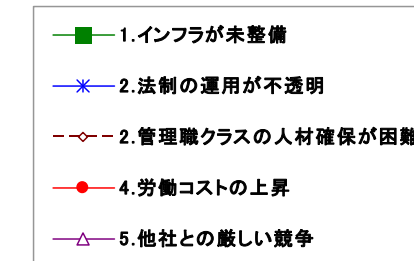 1.インフラが未整備
2.法制の運用が不透明
2.管理職クラスの人材確保が困難
4.労働コストの上昇
5.他社との厳しい競争